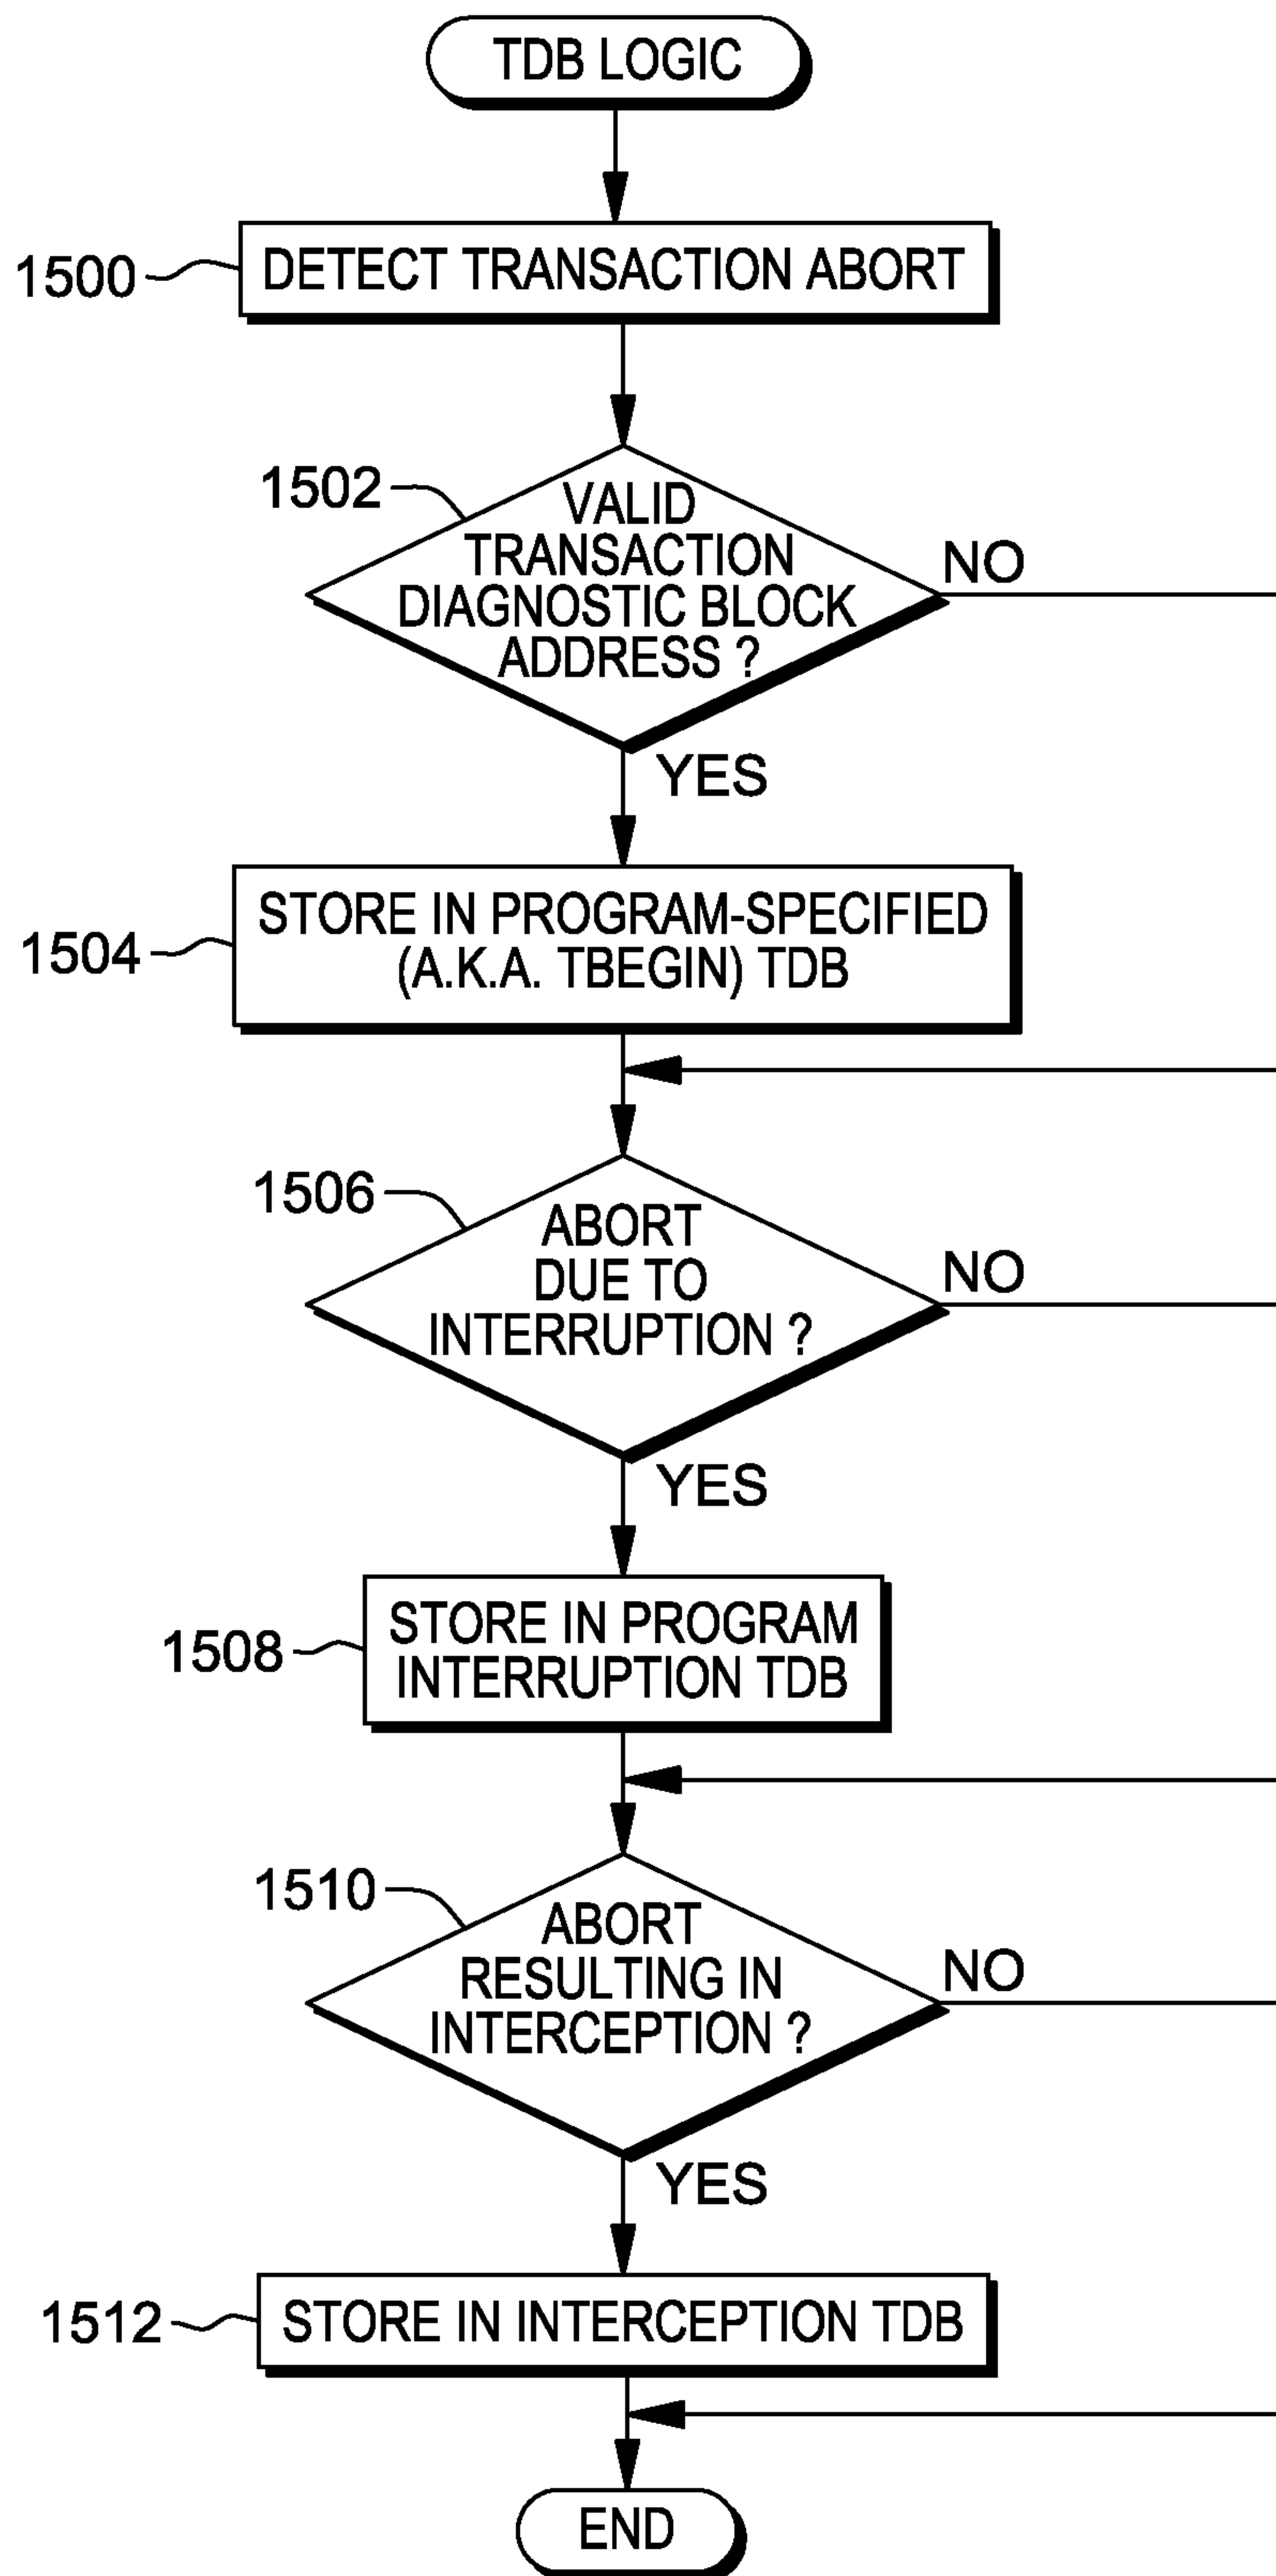 TDB LOGIC
1500
DETECT TRANSACTION ABORT
1502
VALID
TRANSACTION
DIAGNOSTIC BLOCK
ADDRESS ?
NO
YES
1504
STORE IN PROGRAM-SPECIFIED
(A.K.A. TBEGIN) TDB
1506
ABORT
DUE TO
INTERRUPTION ?
NO
YES
1508
STORE IN PROGRAM
INTERRUPTION TDB
1510
ABORT
RESULTING IN
INTERCEPTION ?
NO
YES
1512
STORE IN INTERCEPTION TDB
END